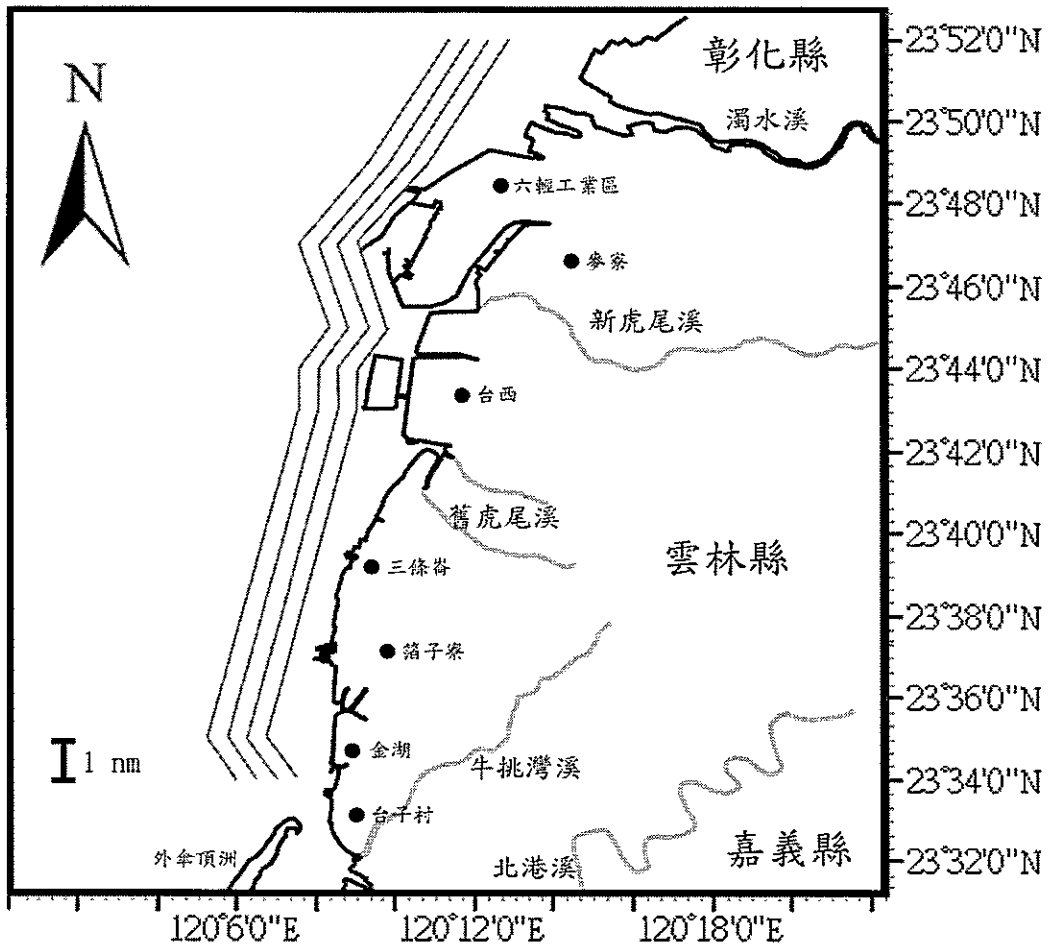 彰化縣
23°52'0"N
N
濁水溪
23°50'0"N
六輕工業區
23°48'0"N
麥寮
23°46'0"N
新虎尾溪
23°44'0"N
台西
23°42'0"N
舊虎尾溪
23°40'0"N
雲林縣
三條崙
23°38'0"N
箔子寮
23°36'0"N
金湖
1 nm
牛挑灣溪
23°34'0"N
台子村
嘉義縣
外傘頂洲
北港溪
23°32'0"N
120°6'0"E
120°12'0"E
120°18'0"E